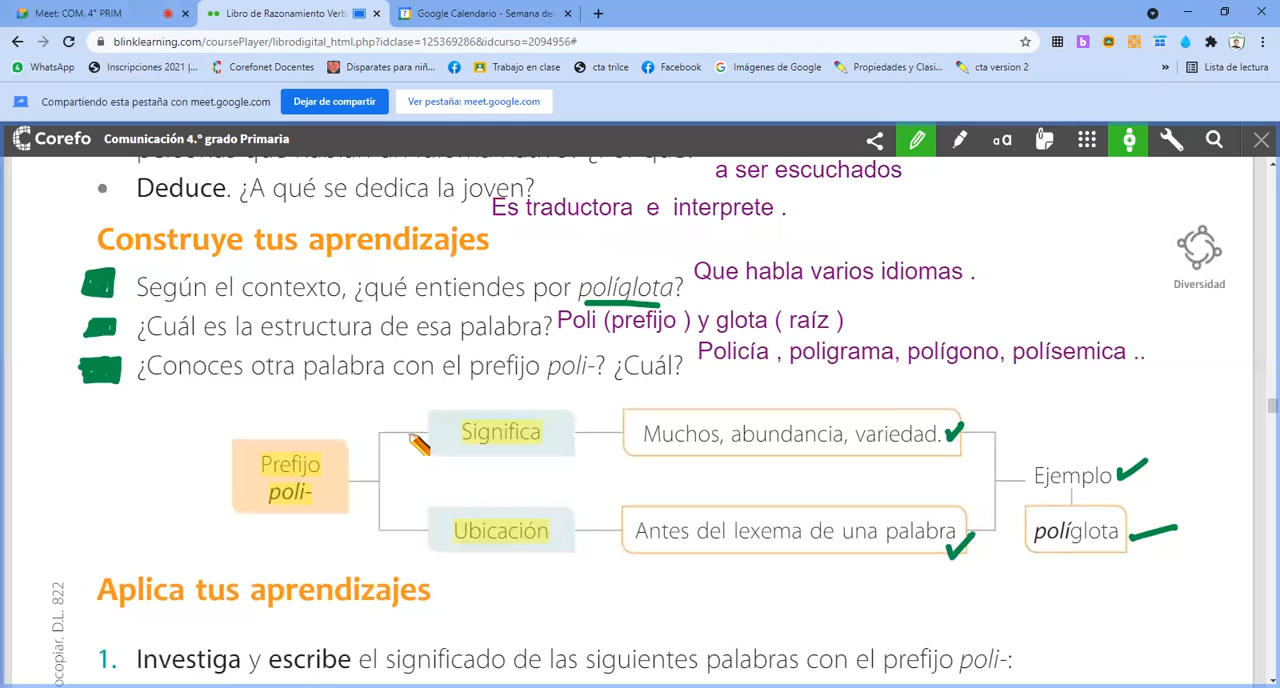 Meet: COM. 4° PRIM
Libro de Razonamiento Verb
Google Calendario - Semana de
blinklearning.com/coursePlayer/librodigital_html.php?idclase=125369286&idcurso=2094956#
WhatsApp
Inscripciones 2021 |...
Corefonet Docentes
Disparates para niñ...
Trabajo en clase
cta trilce
Facebook
Imágenes de Google
Propiedades y Clasi...
cta version 2
»
Lista de lectura
Compartiendo esta pestaña con meet.google.com
Dejar de compartir
Ver pestaña: meet.google.com
Corefo
Comunicación 4.º grado Primaria
aA
a ser escuchados
• Deduce. ¿A qué se dedica la joven?
Es traductora e interprete .
Construye tus aprendizajes
Diversidad
Según el contexto, ¿qué entiendes por políglota?
Que habla varios idiomas .
¿Cuál es la estructura de esa palabra?
Poli (prefijo ) y glota ( raíz )
¿Conoces otra palabra con el prefijo poli-? ¿Cuál?
Policía , poligrama, polígono, polísemica ..
Prefijo
poli-
Significa
Muchos, abundancia, variedad.
Ubicación
Antes del lexema de una palabra
Ejemplo
políglota
Aplica tus aprendizajes
1. Investiga y escribe el significado de las siguientes palabras con el prefijo poli-:
ocopiar. D.L. 822